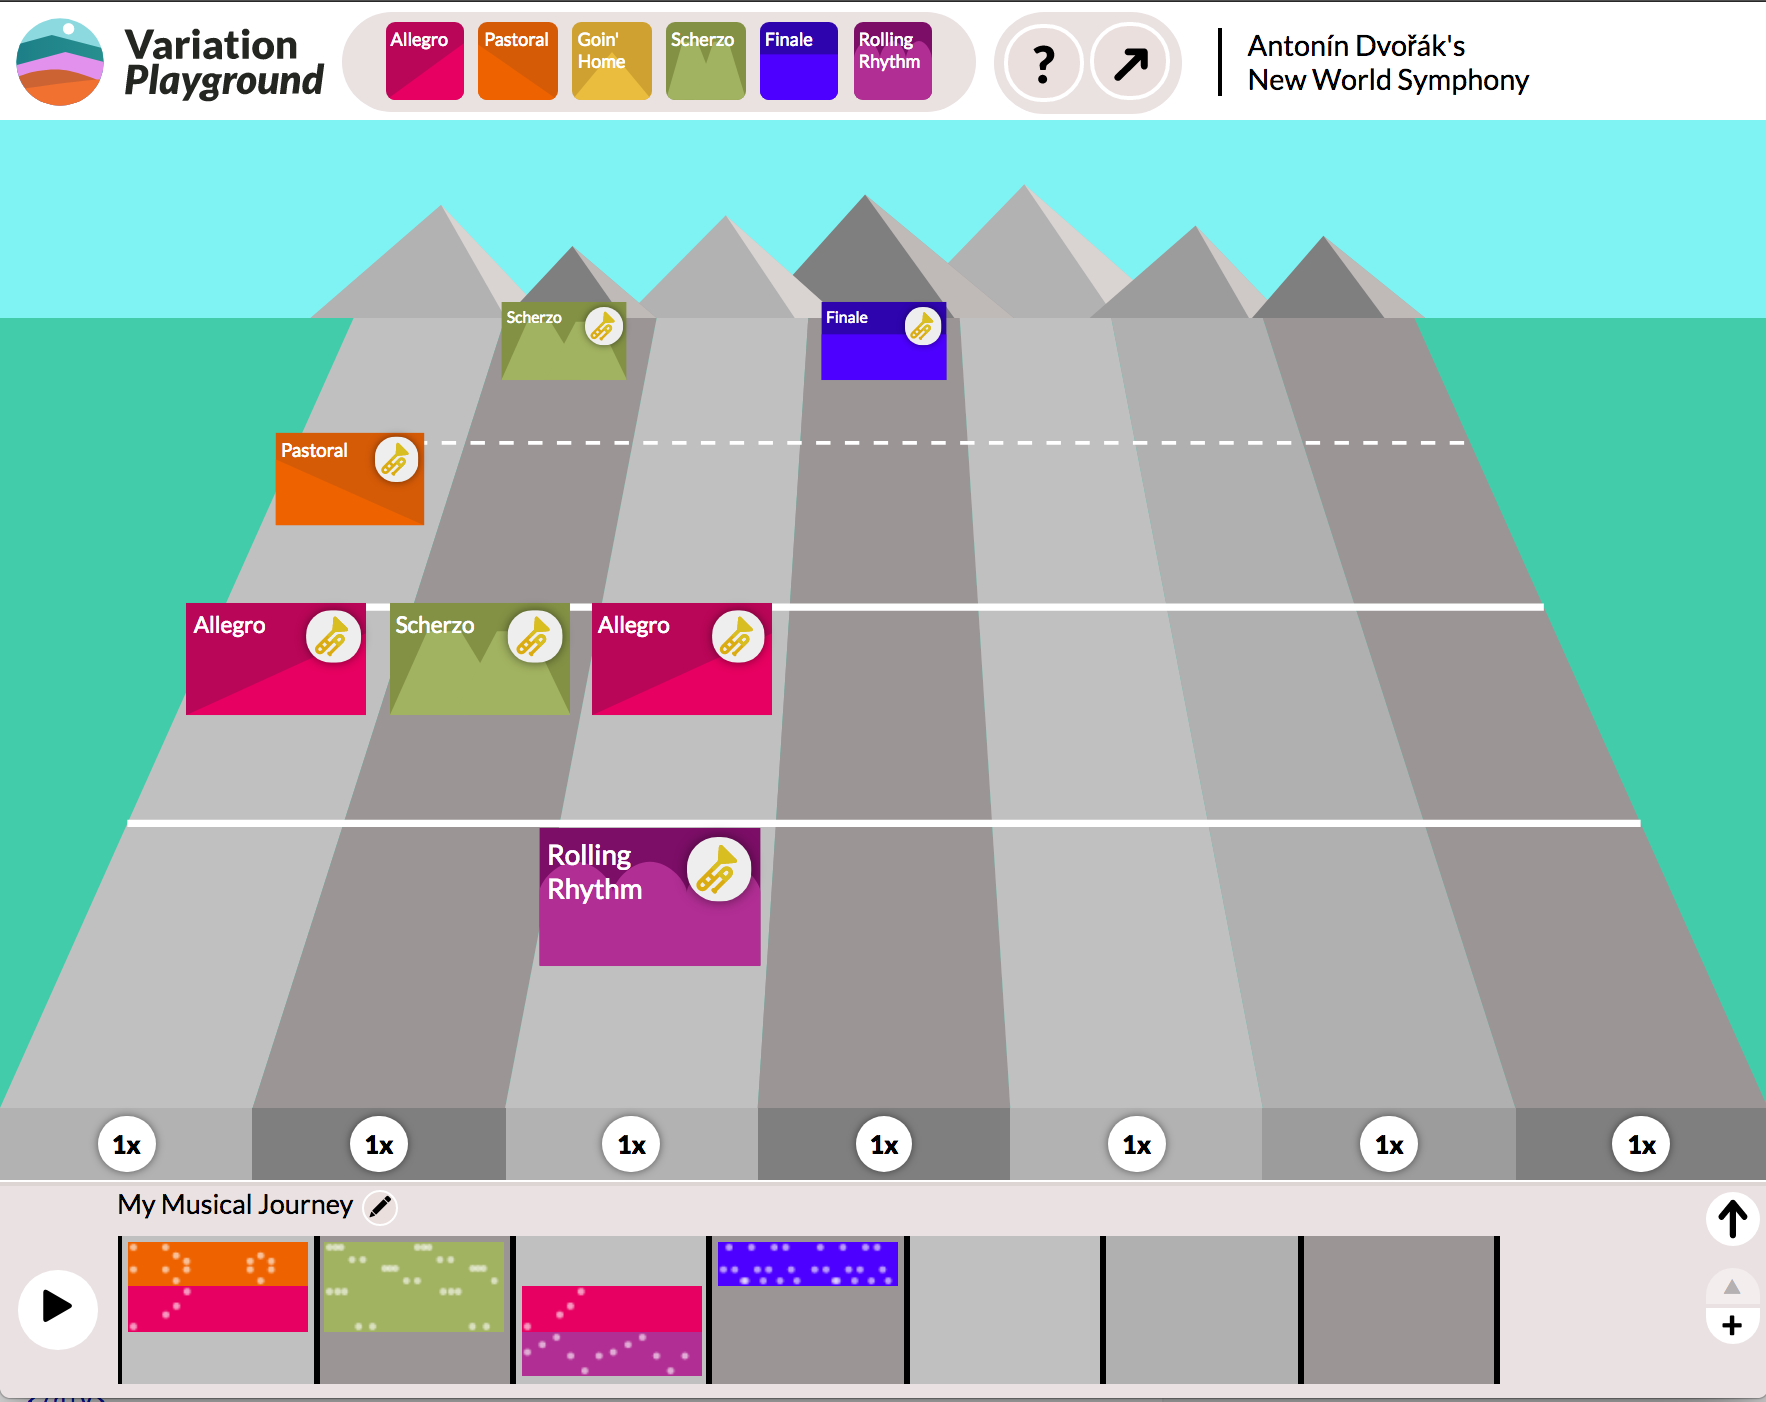 Variation
Playground
Allegro
Pastoral
Goin'
Home
Scherzo
Finale
Rolling
Rhythm
?
Antonín Dvořák's
New World Symphony
Scherzo
Finale
Pastoral
Allegro
Scherzo
Allegro
Rolling
Rhythm
1x
1x
1x
1x
1x
1x
1x
My Musical Journey
+